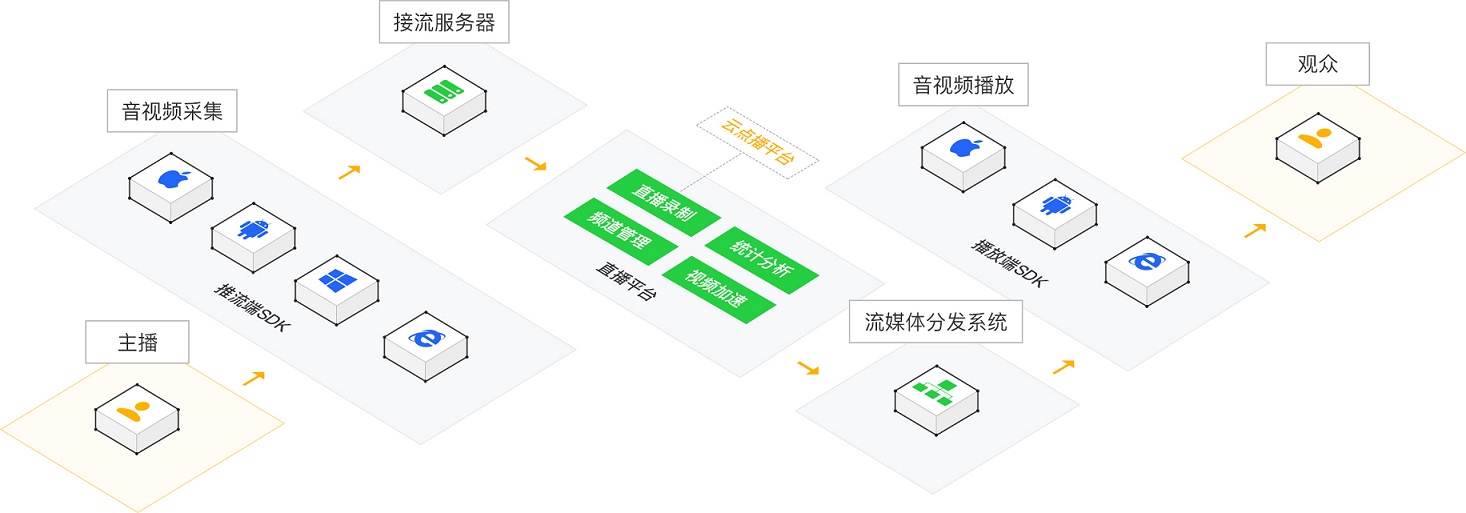 接流服务器
观众
音视频播放
音视频采集
云点播平台
直播录制
频道管理
统计分析
视频加速
直播平台
播放端SDK
推流端SDK
流媒体分发系统
主播